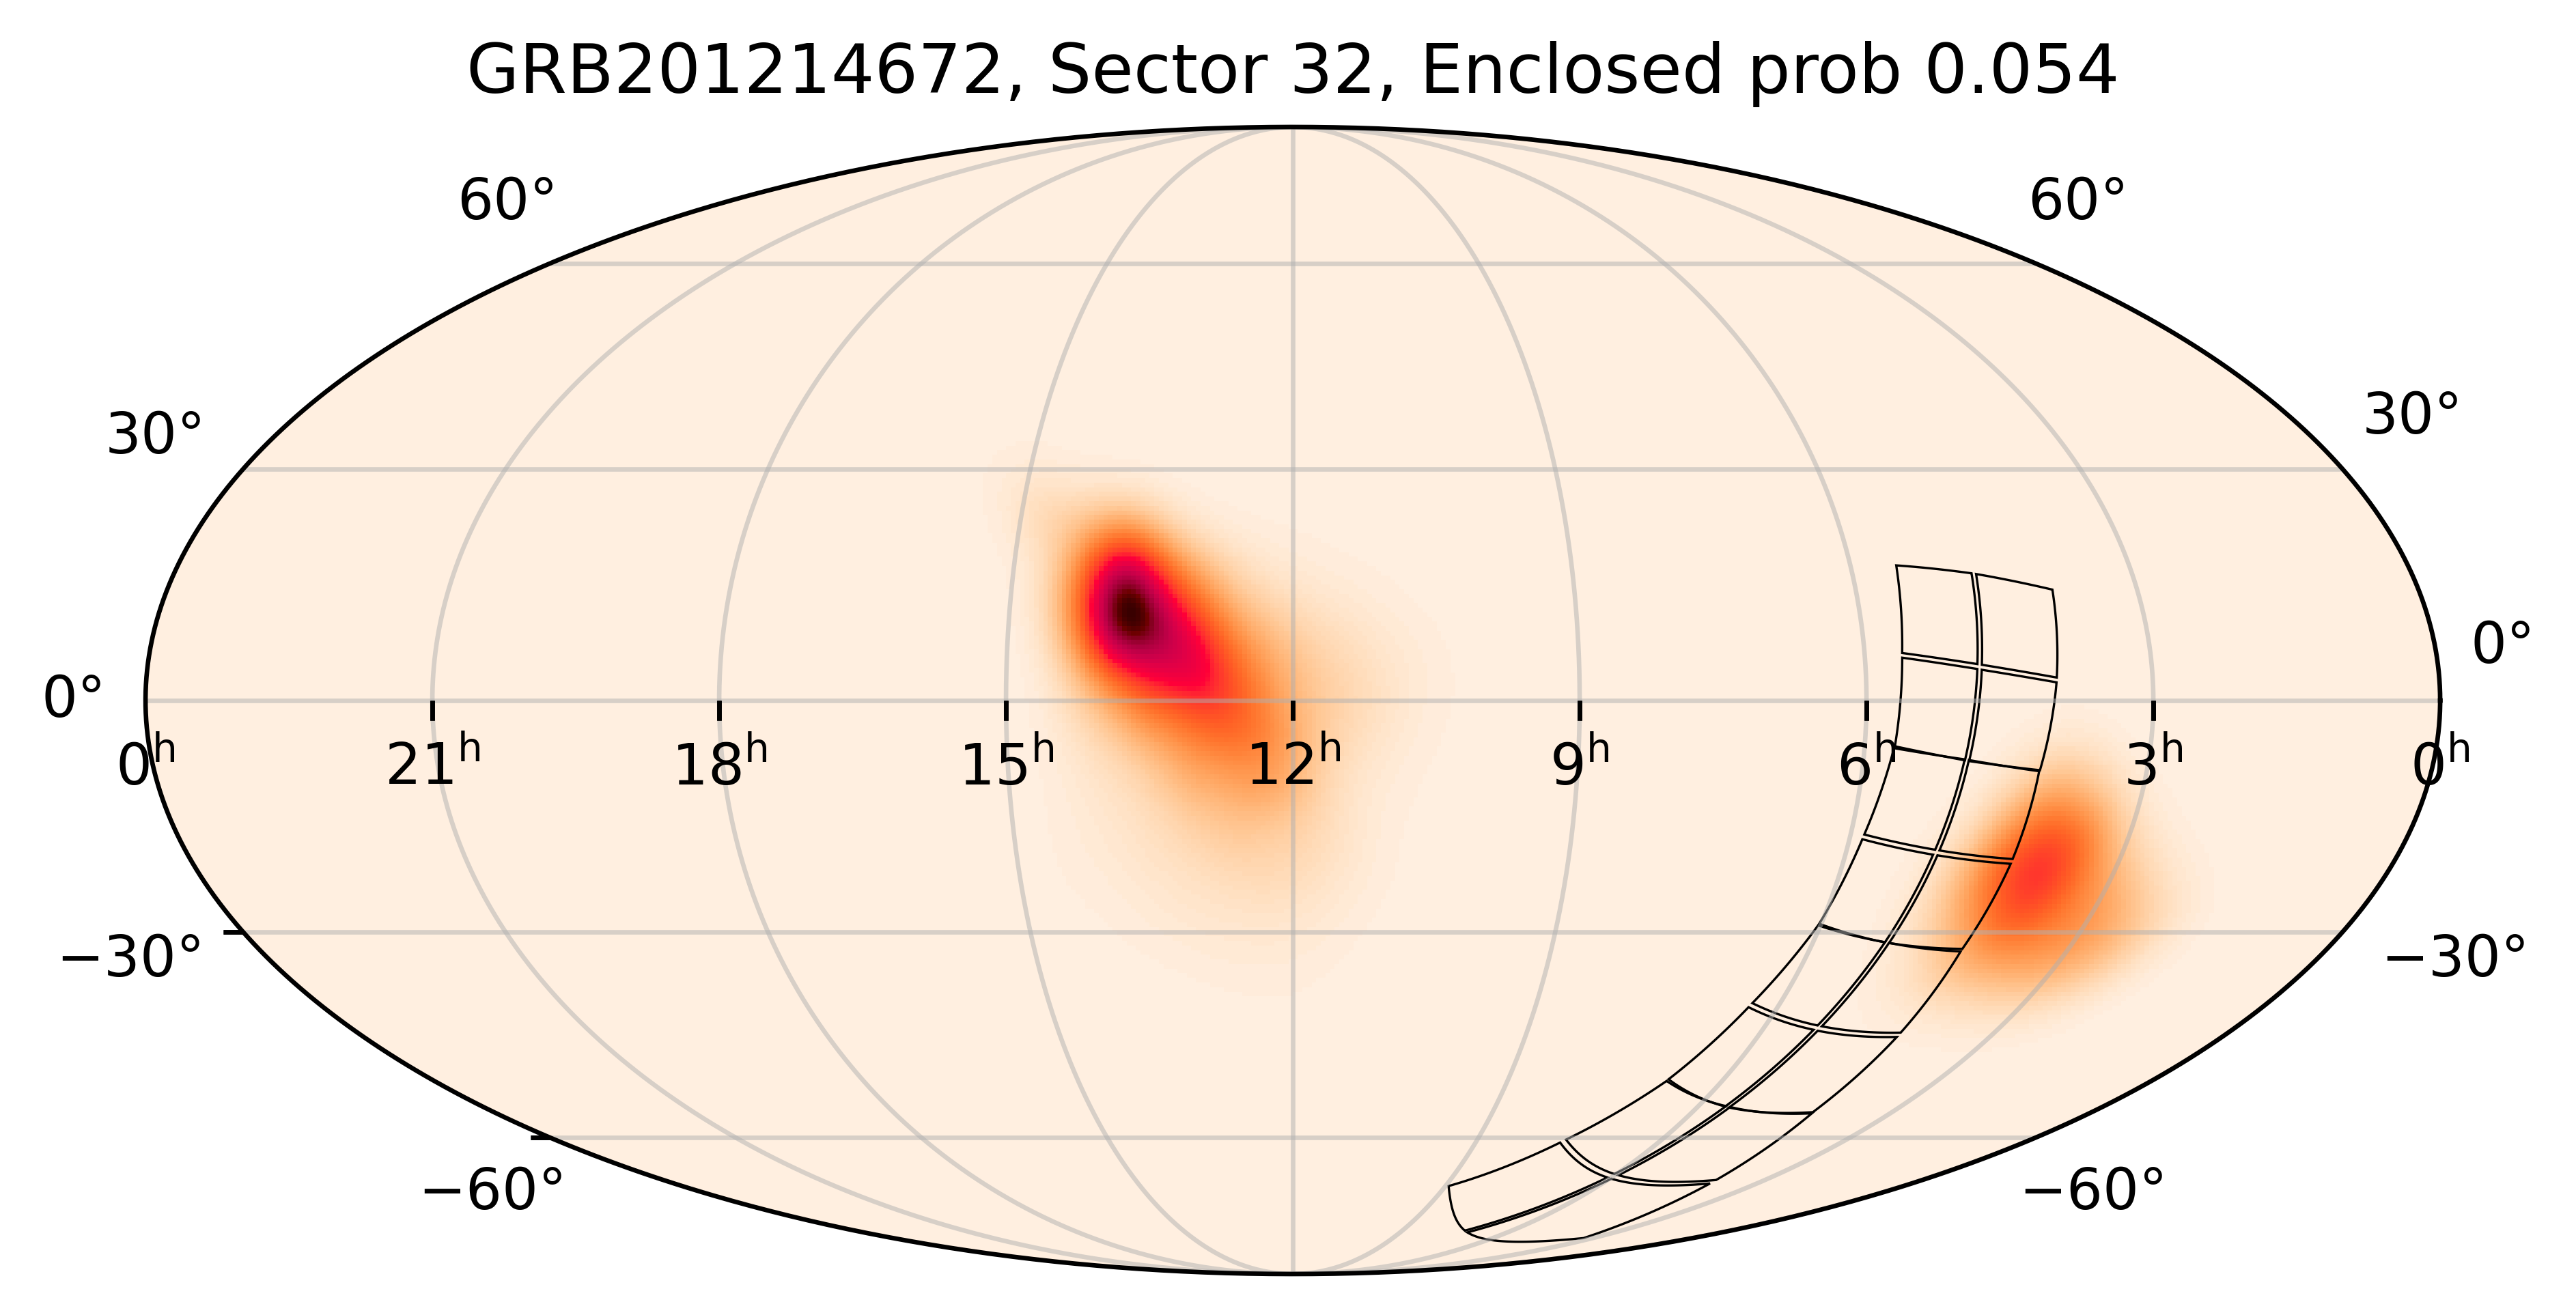 GRB201214672, Sector 32, Enclosed prob 0.054
60° 60°
30° 30°
0° 0°
0h 21h 18h 15h 12h 9h 6h 3h 0h
−30° −30°
−60° −60°